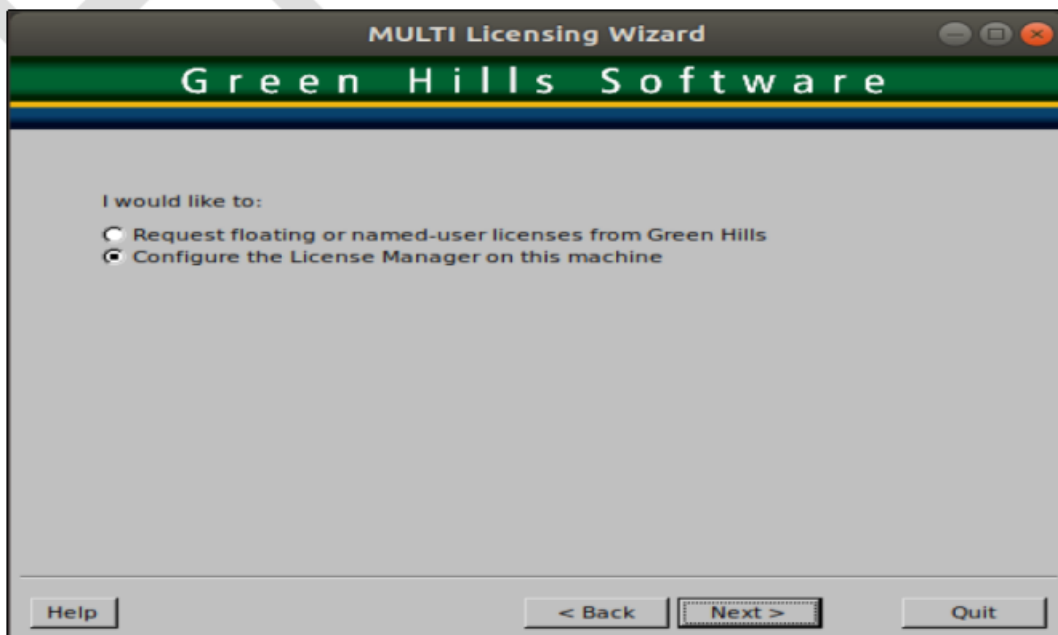 MULTI Licensing Wizard
Green Hills Software
I would like to:
Request floating or named-user licenses from Green Hills
Configure the License Manager on this machine
Help < Back Next > Quit